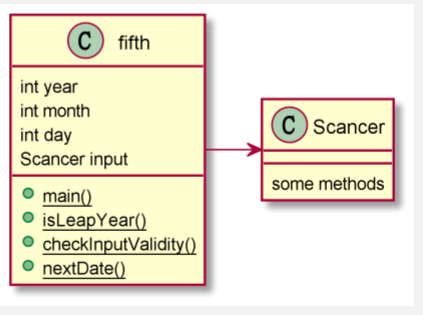 C fifth
int year
int month
int day
Scancer input
main()
isLeapYear()
checkInputValidity()
nextDate()
C Scancer
some methods